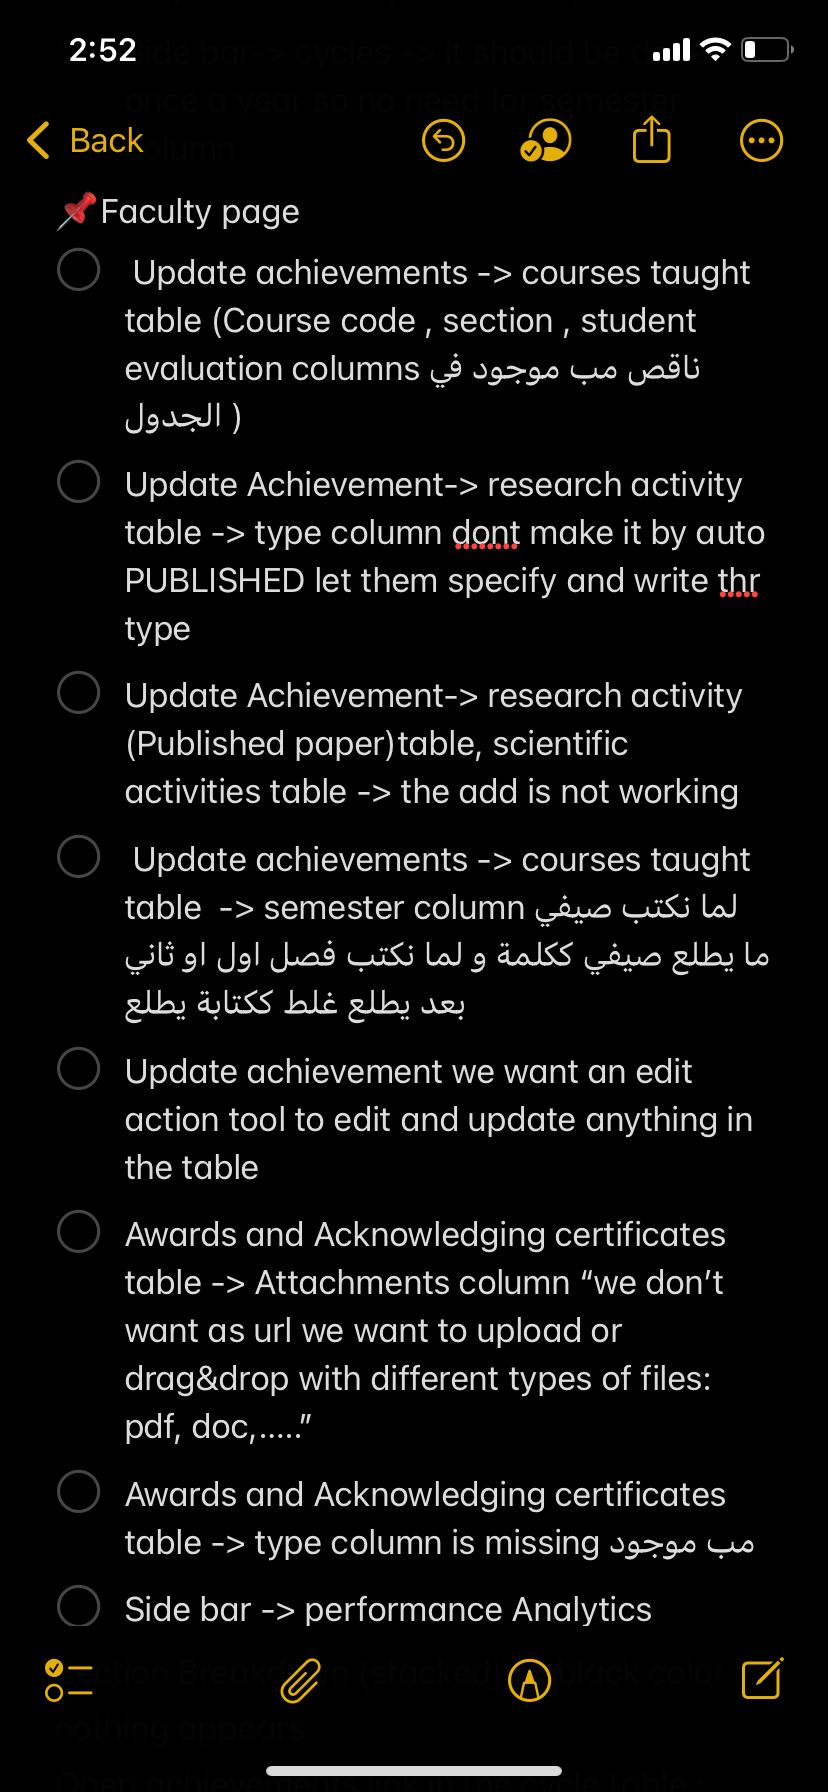 side bar-> cycles -> it should be d
2:52
once a year so no need for semester
Back
column
📌Faculty page
Update achievements -> courses taught
table (Course code , section , student
evaluation columns ناقص مب موجود في
الجدول )
Update Achievement-> research activity
table -> type column dont make it by auto
PUBLISHED let them specify and write thr
type
Update Achievement-> research activity
(Published paper)table, scientific
activities table -> the add is not working
Update achievements -> courses taught
table -> semester column لما نكتب صيفي
ما يطلع صيفي ككلمة و لما نكتب فصل اول او ثاني
بعد يطلع غلط ككتابة يطلع
Update achievement we want an edit
action tool to edit and update anything in
the table
Awards and Acknowledging certificates
table -> Attachments column “we don’t
want as url we want to upload or
drag&drop with different types of files:
pdf, doc,.....”
Awards and Acknowledging certificates
table -> type column is missing مب موجود
Side bar -> performance Analytics
(stacked) black color
nothing appears
Open achievements link in the cycle table